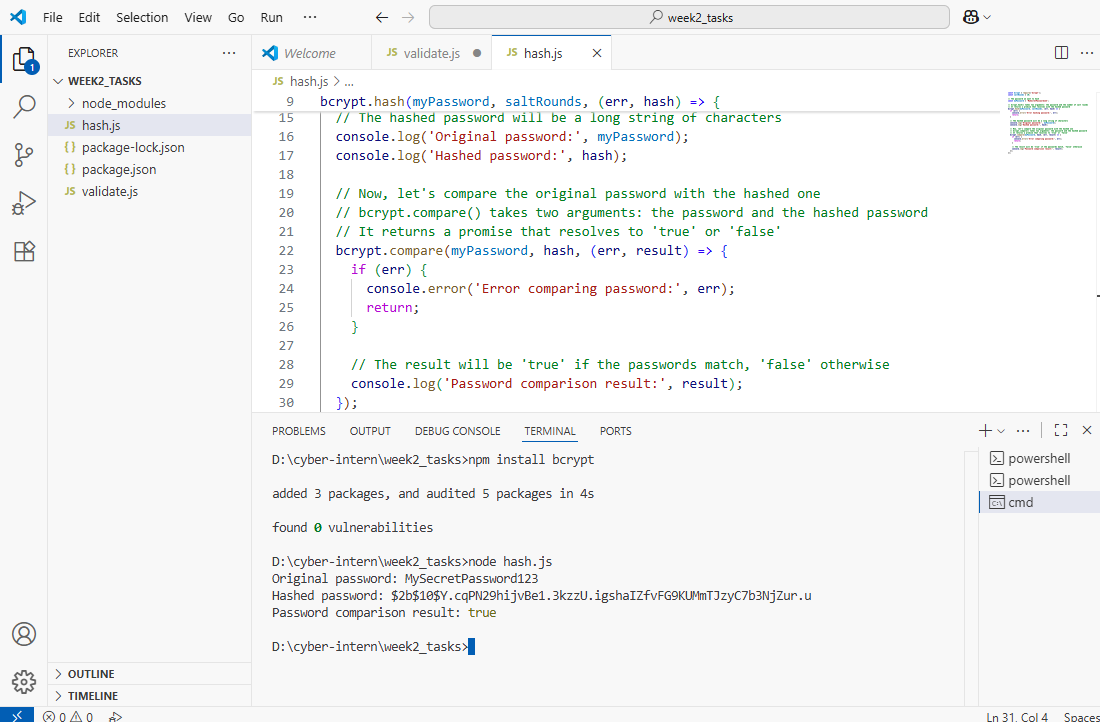 File Edit Selection View Go Run ··· week2_tasks
EXPLORER ···
1
WEEK2_TASKS
node_modules
JS hash.js
{} package-lock.json
{} package.json
JS validate.js
OUTLINE
TIMELINE
Welcome JS validate.js JS hash.js
JS hash.js > ...
9 bcrypt.hash(myPassword, saltRounds, (err, hash) => {
15 // The hashed password will be a long string of characters
16 console.log('Original password:', myPassword);
17 console.log('Hashed password:', hash);
18
19 // Now, let's compare the original password with the hashed one
20 // bcrypt.compare() takes two arguments: the password and the hashed password
21 // It returns a promise that resolves to 'true' or 'false'
22 bcrypt.compare(myPassword, hash, (err, result) => {
23 if (err) {
24 console.error('Error comparing password:', err);
25 return;
26 }
27
28 // The result will be 'true' if the passwords match, 'false' otherwise
29 console.log('Password comparison result:', result);
30 });
PROBLEMS OUTPUT DEBUG CONSOLE TERMINAL PORTS
D:\cyber-intern\week2_tasks>npm install bcrypt
added 3 packages, and audited 5 packages in 4s
found 0 vulnerabilities
D:\cyber-intern\week2_tasks>node hash.js
Original password: MySecretPassword123
Hashed password: $2b$10$Y.cqPN29hijvBe1.3kzzU.igshaIZfvFG9KUMmTJzyC7b3NjZur.u
Password comparison result: true
D:\cyber-intern\week2_tasks>
powershell
powershell
cmd
0 0
Ln 31, Col 4 Spaces